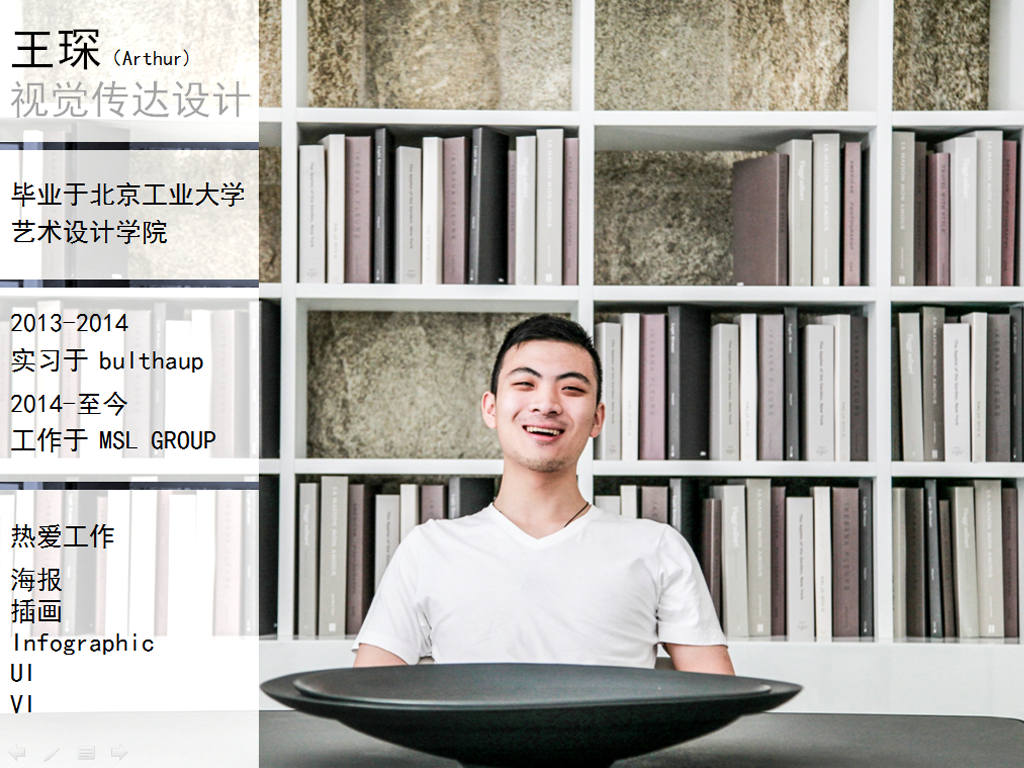 王琛（Arthur）
视觉传达设计
毕业于北京工业大学
艺术设计学院
2013-2014
实习于 bulthaup
2014-至今
工作于 MSL GROUP
热爱工作
海报
插画
Infographic
UI
VI